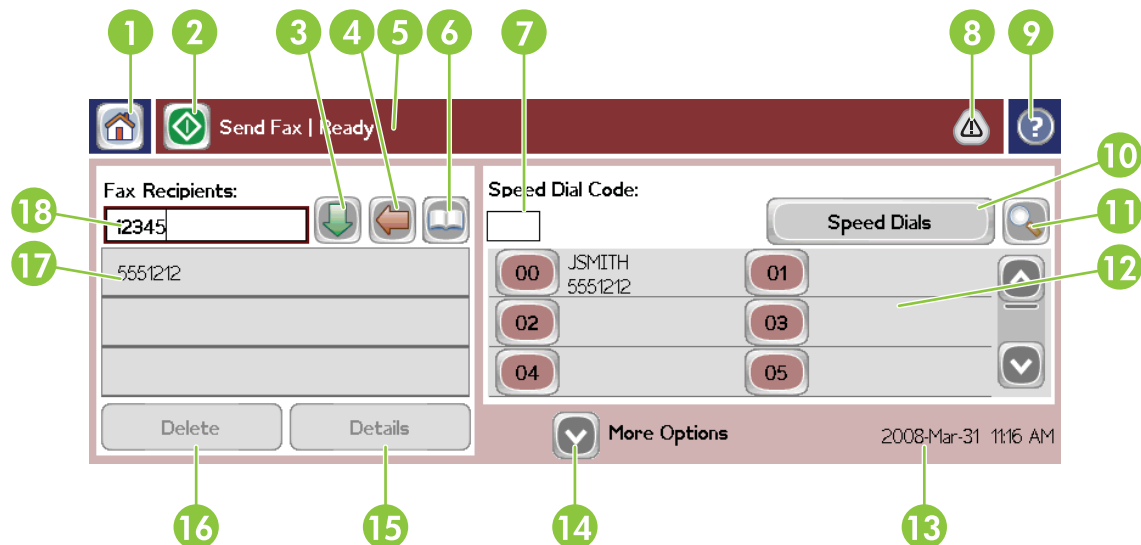 1 2 3 4 5 6 7 8 9
Send Fax | Ready
10
Fax Recipients:
Speed Dial Code:
11
18
12345
Speed Dials
17
5551212
00
JSMITH
5551212
01
12
02
03
04
05
Delete
Details
More Options
2008-Mar-31 11:16 AM
16 15 14 13